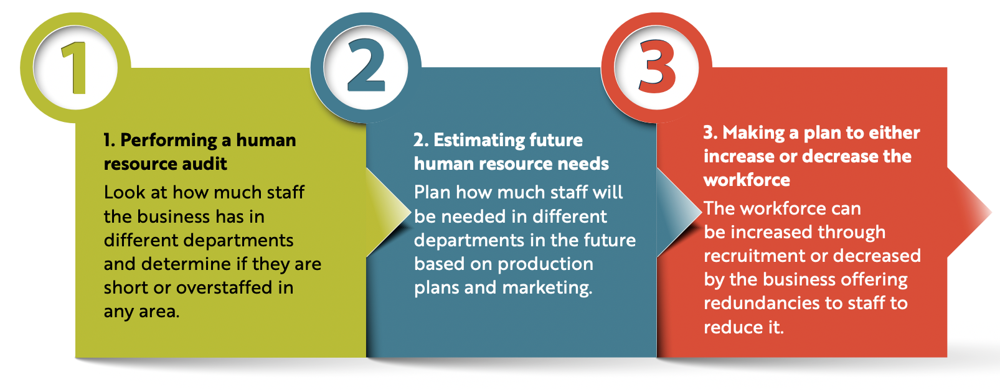 1
1. Performing a human
resource audit
Look at how much staff
the business has in
different departments
and determine if they are
short or overstaffed in
any area.
2
2. Estimating future
human resource needs
Plan how much staff will
be needed in different
departments in the future
based on production
plans and marketing.
3
3. Making a plan to either
increase or decrease the
workforce
The workforce can
be increased through
recruitment or decreased
by the business offering
redundancies to staff to
reduce it.